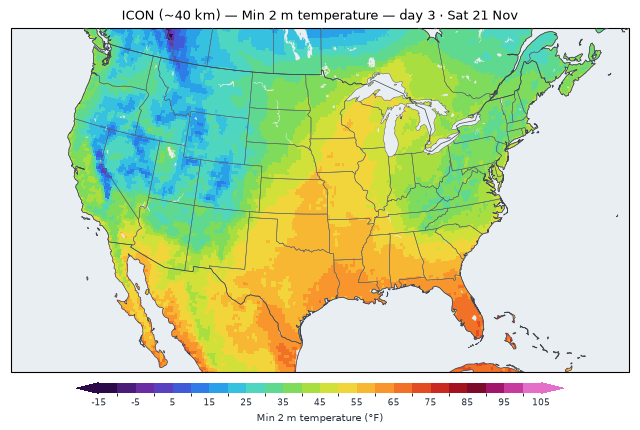 ICON (~40 km) — Min 2 m temperature — day 3 · Sat 21 Nov
-15 -5 5 15 25 35 45 55 65 75 85 95 105
Min 2 m temperature (°F)